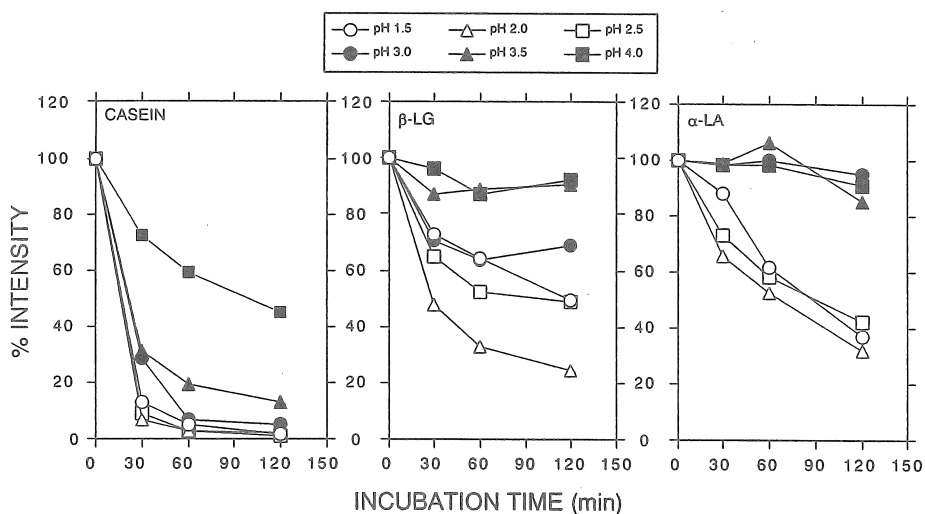 pH 1.5 pH 2.0 pH 2.5
pH 3.0 pH 3.5 pH 4.0
CASEIN
β-LG
α-LA
120 120 120
100 100 100
80 80 80
60 60 60
40 40 40
20 20 20
0 0 0
0 30 60 90 120 150 0 30 60 90 120 150 0 30 60 90 120 150
% INTENSITY
INCUBATION TIME (min)